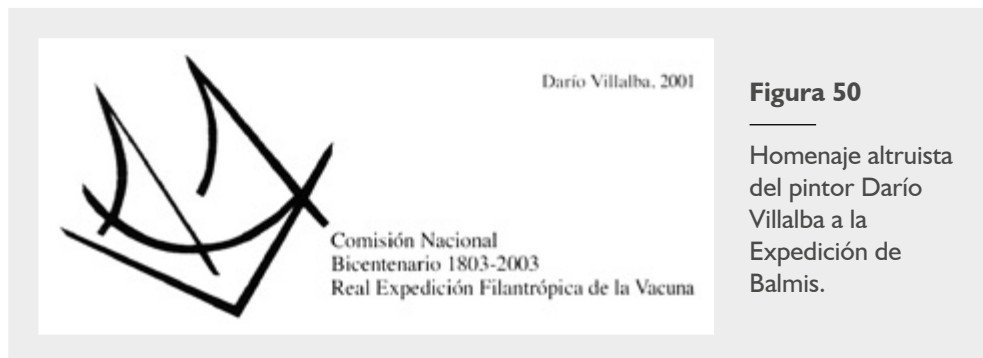 Darío Villalba, 2001
Comisión Nacional
Bicentenario 1803-2003
Real Expedición Filantrópica de la Vacuna
Figura 50
Homenaje altruista
del pintor Darío
Villalba a la
Expedición de
Balmis.